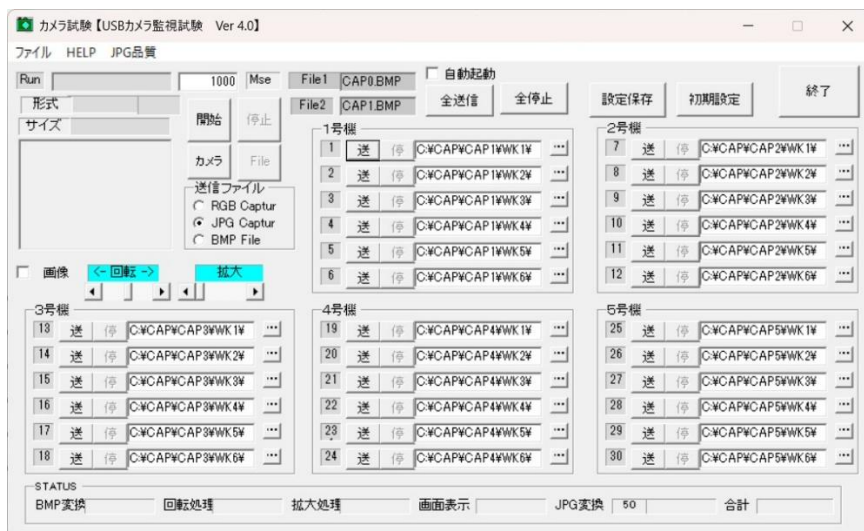 カメラ試験【USBカメラ監視試験 Ver 4.0】
ファイル HELP JPG品質
Run 1000 Mse File1 CAP0.BMP 自動起動
File2 CAP1.BMP 全送信 全停止 設定保存 初期設定 終了
形式
サイズ
開始 停止
カメラ File
送信ファイル
RGB Captur
JPG Captur
BMP File
画像 <- 回転 -> 拡大
1号機
1 送 停 C:¥CAP¥CAP1¥WK1¥ ...
2 送 停 C:¥CAP¥CAP1¥WK2¥ ...
3 送 停 C:¥CAP¥CAP1¥WK3¥ ...
4 送 停 C:¥CAP¥CAP1¥WK4¥ ...
5 送 停 C:¥CAP¥CAP1¥WK5¥ ...
6 送 停 C:¥CAP¥CAP1¥WK6¥ ...
2号機
7 送 停 C:¥CAP¥CAP2¥WK1¥ ...
8 送 停 C:¥CAP¥CAP2¥WK2¥ ...
9 送 停 C:¥CAP¥CAP2¥WK3¥ ...
10 送 停 C:¥CAP¥CAP2¥WK4¥ ...
11 送 停 C:¥CAP¥CAP2¥WK5¥ ...
12 送 停 C:¥CAP¥CAP2¥WK6¥ ...
3号機
13 送 停 C:¥CAP¥CAP3¥WK1¥ ...
14 送 停 C:¥CAP¥CAP3¥WK2¥ ...
15 送 停 C:¥CAP¥CAP3¥WK3¥ ...
16 送 停 C:¥CAP¥CAP3¥WK4¥ ...
17 送 停 C:¥CAP¥CAP3¥WK5¥ ...
18 送 停 C:¥CAP¥CAP3¥WK6¥ ...
4号機
19 送 停 C:¥CAP¥CAP4¥WK1¥ ...
20 送 停 C:¥CAP¥CAP4¥WK2¥ ...
21 送 停 C:¥CAP¥CAP4¥WK3¥ ...
22 送 停 C:¥CAP¥CAP4¥WK4¥ ...
23 送 停 C:¥CAP¥CAP4¥WK5¥ ...
24 送 停 C:¥CAP¥CAP4¥WK6¥ ...
5号機
25 送 停 C:¥CAP¥CAP5¥WK1¥ ...
26 送 停 C:¥CAP¥CAP5¥WK2¥ ...
27 送 停 C:¥CAP¥CAP5¥WK3¥ ...
28 送 停 C:¥CAP¥CAP5¥WK4¥ ...
29 送 停 C:¥CAP¥CAP5¥WK5¥ ...
30 送 停 C:¥CAP¥CAP5¥WK6¥ ...
STATUS
BMP変換 回転処理 拡大処理 画面表示 JPG変換 50 合計